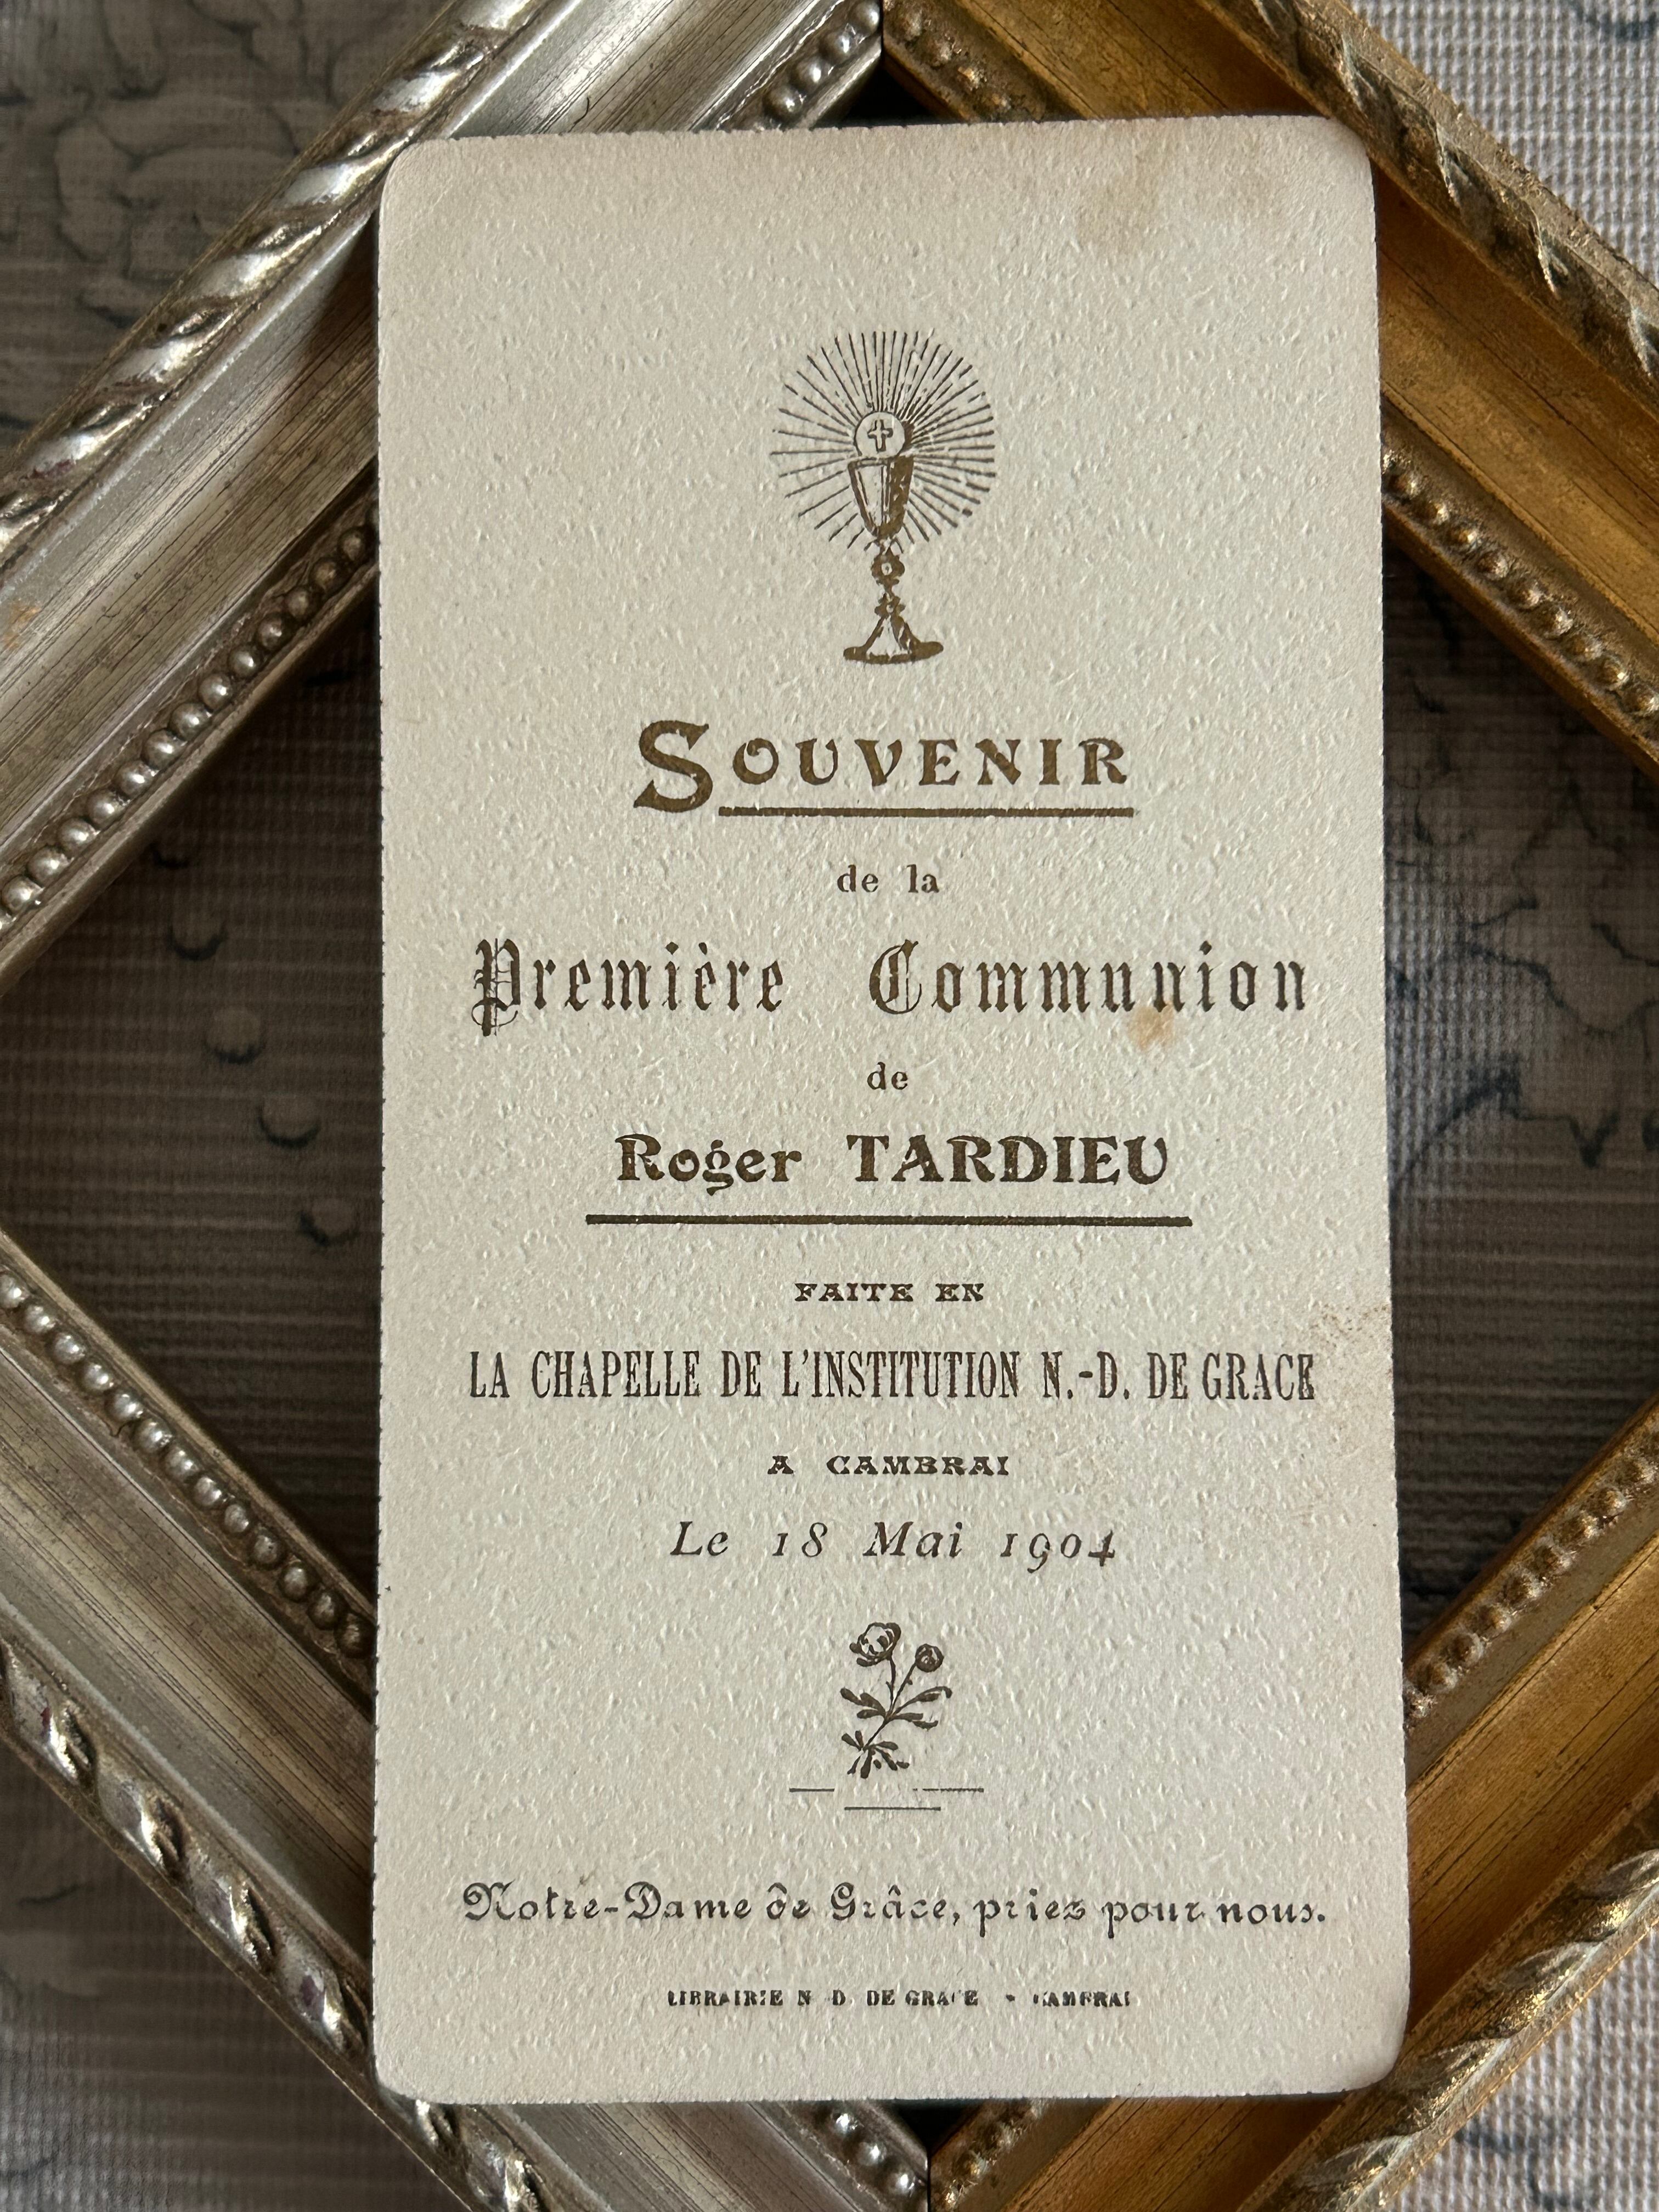 SOUVENIR
de la
Première Communion
de
Roger TARDIEU
FAITE EN
LA CHAPELLE DE L'INSTITUTION N.-D. DE GRACE
A CAMBRAI
Le 18 Mai 1904
Notre-Dame de Grâce, priez pour nous.
LIBRAIRIE N D. DE GRACE - CAMBRAI